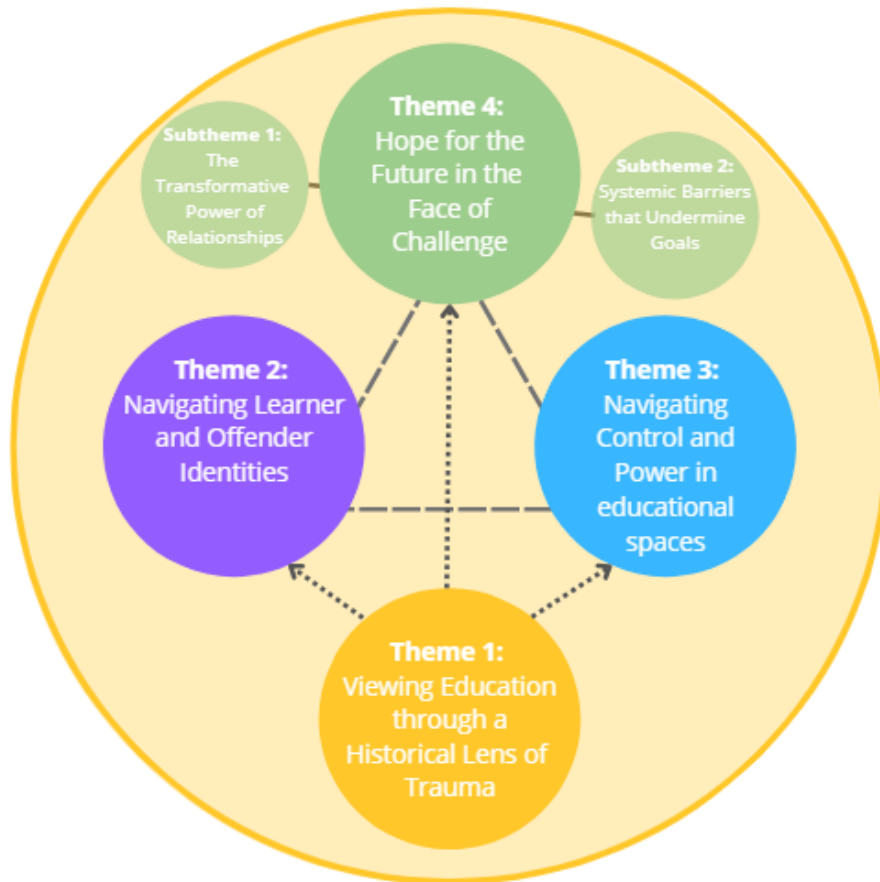 Theme 4:
Hope for the
Future in the
Face of
Challenge
Subtheme 1:
The
Transformative
Power of
Relationships
Subtheme 2:
Systemic Barriers
that Undermine
Goals
Theme 2:
Navigating Learner
and Offender
Identities
Theme 3:
Navigating
Control and
Power in
educational
spaces
Theme 1:
Viewing Education
through a
Historical Lens of
Trauma